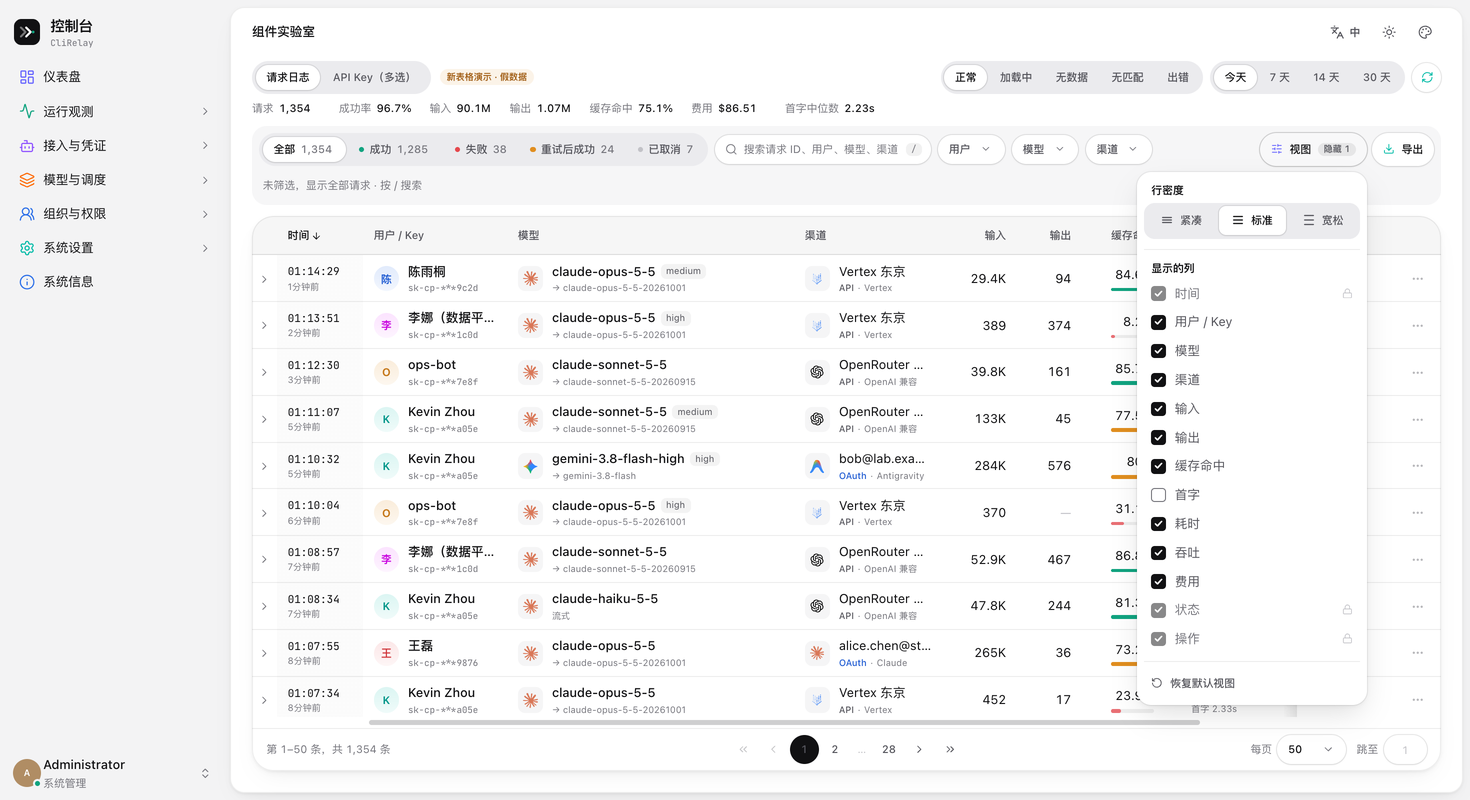 控制台
CliRelay
仪表盘
运行观测
接入与凭证
模型与调度
组织与权限
系统设置
系统信息
A
Administrator
系统管理
组件实验室
中
请求日志 API Key（多选） 新表格演示 · 假数据
正常 加载中 无数据 无匹配 出错 今天 7 天 14 天 30 天
请求 1,354 成功率 96.7% 输入 90.1M 输出 1.07M 缓存命中 75.1% 费用 $86.51 首字中位数 2.23s
全部 1,354 成功 1,285 失败 38 重试后成功 24 已取消 7 搜索请求 ID、用户、模型、渠道 / 用户 模型 渠道 视图 隐藏 1 导出
未筛选，显示全部请求 · 按 / 搜索
时间 ↓ 用户 / Key 模型 渠道 输入 输出
01:14:29 陈 陈雨桐 claude-opus-5-5 medium Vertex 东京 29.4K 94
1分钟前 sk-cp-•**9c2d → claude-opus-5-5-20261001 API · Vertex
01:13:51 李 李娜（数据平... claude-opus-5-5 high Vertex 东京 389 374
2分钟前 sk-cp-•**1c0d → claude-opus-5-5-20261001 API · Vertex
01:12:30 O ops-bot claude-sonnet-5-5 OpenRouter ... 39.8K 161
3分钟前 sk-cp-•**7e8f → claude-sonnet-5-5-20260915 API · OpenAI 兼容
01:11:07 K Kevin Zhou claude-sonnet-5-5 medium OpenRouter ... 133K 45
5分钟前 sk-cp-•**a05e → claude-sonnet-5-5-20260915 API · OpenAI 兼容
01:10:32 K Kevin Zhou gemini-3.8-flash-high high bob@lab.exa... 284K 576
5分钟前 sk-cp-•**a05e → gemini-3.8-flash OAuth · Antigravity
01:10:04 O ops-bot claude-opus-5-5 high Vertex 东京 370 —
6分钟前 sk-cp-•**7e8f → claude-opus-5-5-20261001 API · Vertex
01:08:57 李 李娜（数据平... claude-sonnet-5-5 OpenRouter ... 52.9K 467
7分钟前 sk-cp-•**1c0d → claude-sonnet-5-5-20260915 API · OpenAI 兼容
01:08:34 K Kevin Zhou claude-haiku-5-5 OpenRouter ... 47.8K 244
7分钟前 sk-cp-•**a05e 流式 API · OpenAI 兼容
01:07:55 王 王磊 claude-opus-5-5 alice.chen@st... 265K 36
8分钟前 sk-cp-•**9876 → claude-opus-5-5-20261001 OAuth · Claude
01:07:34 K Kevin Zhou claude-opus-5-5 Vertex 东京 452 17
8分钟前 sk-cp-•**a05e → claude-opus-5-5-20261001 API · Vertex
首字 2.33s
行密度
紧凑 标准 宽松
显示的列
时间
用户 / Key
模型
渠道
输入
输出
缓存命中
首字
耗时
吞吐
费用
状态
操作
恢复默认视图
第 1–50 条，共 1,354 条 1 2 ... 28 每页 50 跳至 1